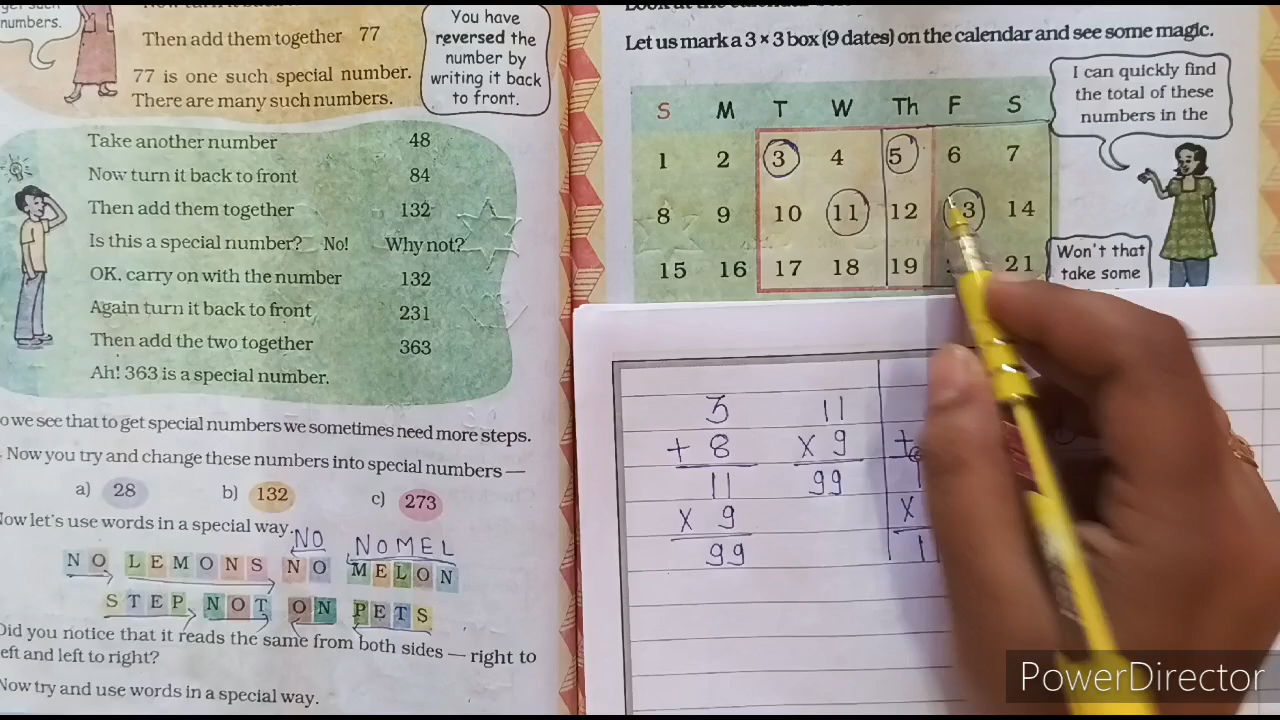 numbers.
Then add them together 77
77 is one such special number.
There are many such numbers.
You have
reversed the
number by
writing it back
to front.
Take another number 48
Now turn it back to front 84
Then add them together 132
Is this a special number? No! Why not?
OK, carry on with the number 132
Again turn it back to front 231
Then add the two together 363
Ah! 363 is a special number.
we see that to get special numbers we sometimes need more steps.
Now you try and change these numbers into special numbers —
a) 28 b) 132 c) 273
Now let's use words in a special way.
NO NOMEL
NO LEMONS NO MELON
STEP NOT ON PETS
Did you notice that it reads the same from both sides — right to
left and left to right?
Now try and use words in a special way.
Let us mark a 3 × 3 box (9 dates) on the calendar and see some magic.
S M T W Th F S
1 2 3 4 5 6 7
8 9 10 11 12 13 14
15 16 17 18 19 21
I can quickly find
the total of these
numbers in the
Won't that
take some
3 11
+ 8 × 9 +
11 99
× 9 ×
99
PowerDirector